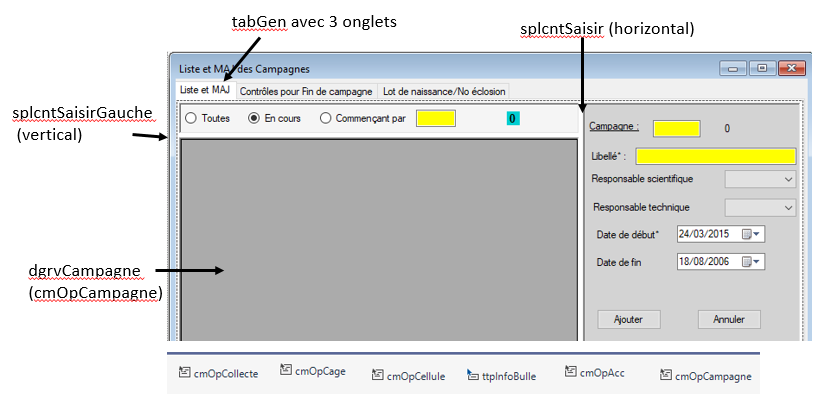 tabGen avec 3 onglets
splcntSaisir (horizontal)
Liste et MAJ des Campagnes
Liste et MAJ Contrôles pour Fin de campagne Lot de naissance/No éclosion
splcntSaisirGauche
(vertical)
Toutes En cours Commençant par 0
Campagne : 0
Libellé* :
Responsable scientifique
Responsable technique
Date de début* 24/03/2015
Date de fin 18/08/2006
dgrvCampagne
(cmOpCampagne)
Ajouter Annuler
cmOpCollecte cmOpCage cmOpCellule ttpInfoBulle cmOpAcc cmOpCampagne